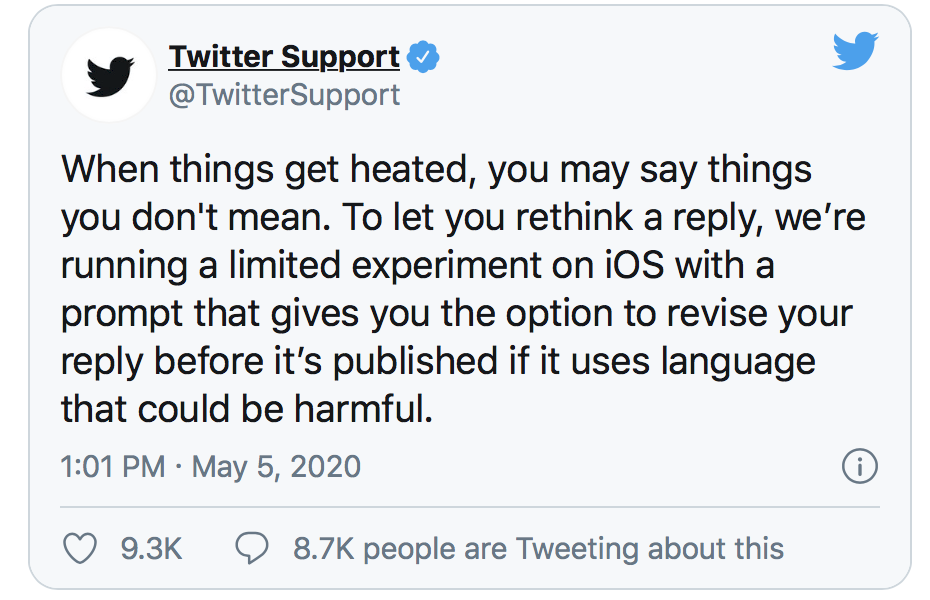 Twitter Support
@TwitterSupport
When things get heated, you may say things
you don't mean. To let you rethink a reply, we’re
running a limited experiment on iOS with a
prompt that gives you the option to revise your
reply before it’s published if it uses language
that could be harmful.
1:01 PM · May 5, 2020
9.3K 8.7K people are Tweeting about this